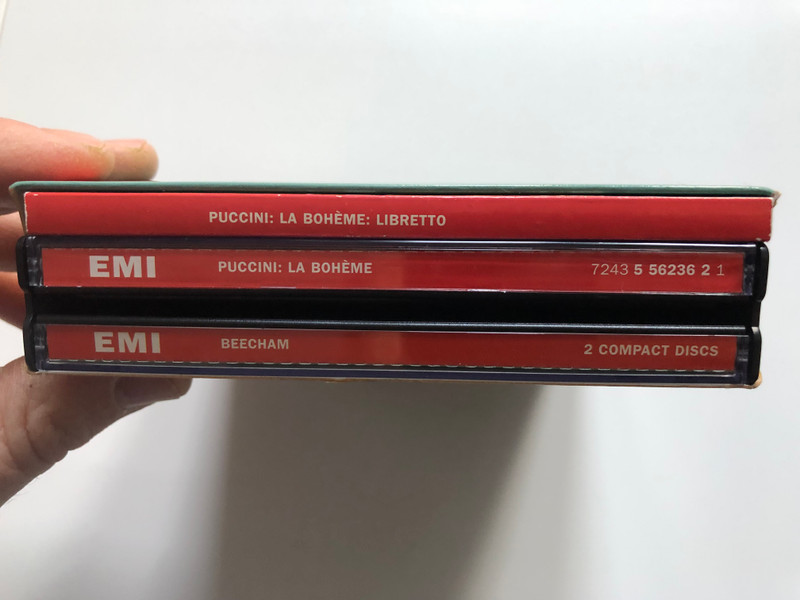 PUCCINI: LA BOHÈME: LIBRETTO
EMI PUCCINI: LA BOHÈME 7243 5 56236 2 1
EMI BEECHAM 2 COMPACT DISCS